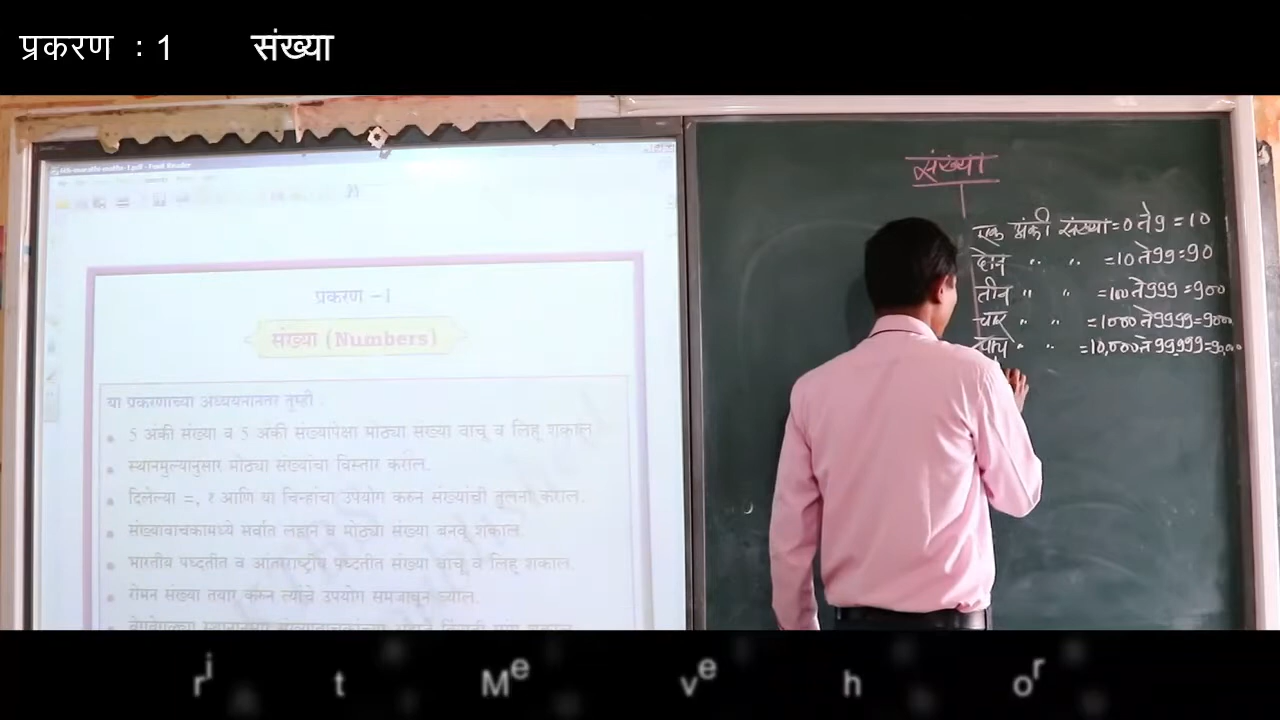 प्रकरण : 1 संख्या
प्रकरण –1
संख्या (Numbers)
या प्रकरणाच्या अध्ययनानंतर तुम्ही :
5 अंकी संख्या व 5 अंकी संख्यापेक्षा मोठ्या संख्या वाचू व लिहू शकाल
स्थानमुल्यानुसार मोठ्या संख्यांचा विस्तार कराल.
दिलेल्या =, १ आणि या चिन्हांचा उपयोग करुन संख्यांची तुलना कराल.
संख्यावाचकामध्ये सर्वात लहान व मोठ्या संख्या बनवू शकाल.
भारतीय पध्दतीत व आंतरराष्ट्रीय पध्दतीत संख्या वाचू व लिहू शकाल.
रोमन संख्या तयार करुन त्यांचे उपयोग समजावून घ्याल.
संख्या
एक अंकी संख्या = 0 ते 9 = 10
दोन " " = 10 ते 99 = 90
तीन " " = 100 ते 999 = 900
चार " " = 1000 ते 9999 = 9000
पाच " " = 10,000 ते 99999 =
r i t M e v e h o r